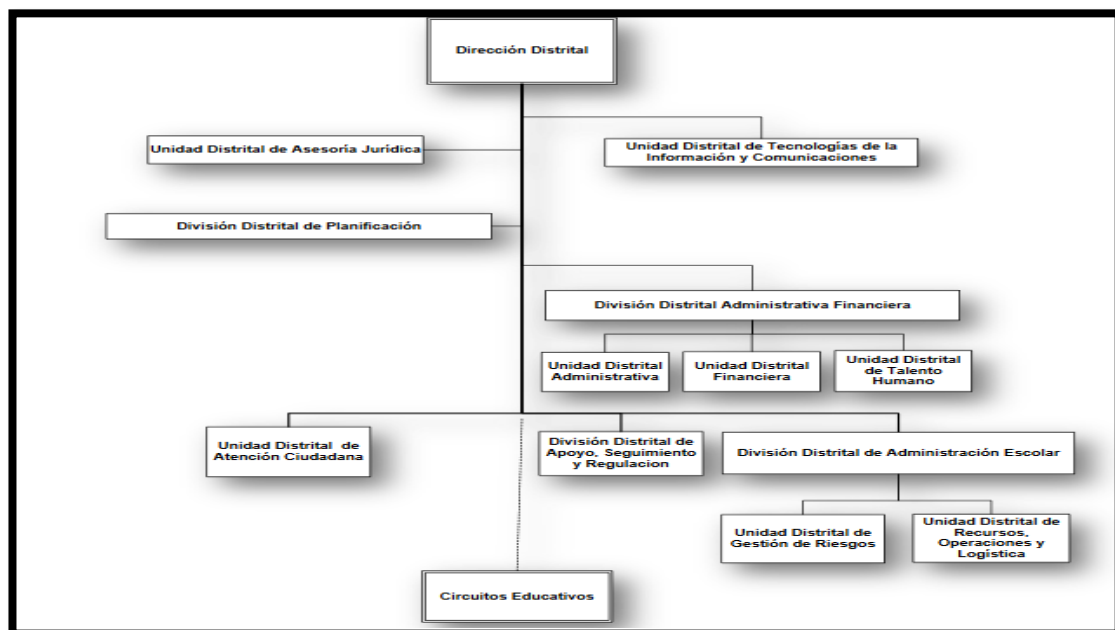 Dirección Distrital
Unidad Distrital de Asesoría Jurídica
Unidad Distrital de Tecnologías de la
Información y Comunicaciones
División Distrital de Planificación
División Distrital Administrativa Financiera
Unidad Distrital
Administrativa
Unidad Distrital
Financiera
Unidad Distrital
de Talento
Humano
Unidad Distrital de
Atención Ciudadana
División Distrital de
Apoyo, Seguimiento
y Regulacion
División Distrital de Administración Escolar
Unidad Distrital de
Gestión de Riesgos
Unidad Distrital de
Recursos,
Operaciones y
Logística
Circuitos Educativos